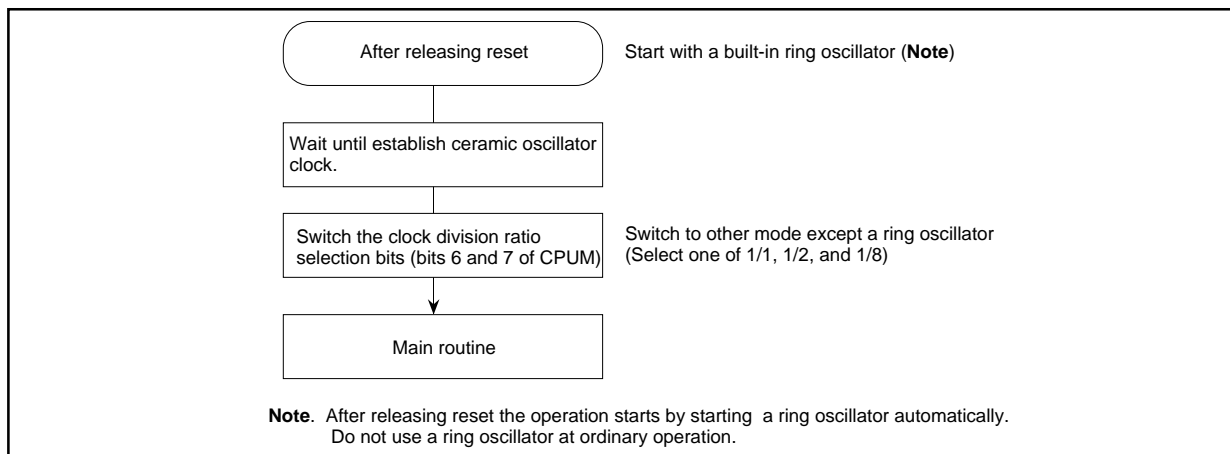 After releasing reset
Start with a built-in ring oscillator (Note)
Wait until establish ceramic oscillator
clock.
Switch the clock division ratio
selection bits (bits 6 and 7 of CPUM)
Switch to other mode except a ring oscillator
(Select one of 1/1, 1/2, and 1/8)
Main routine
Note. After releasing reset the operation starts by starting a ring oscillator automatically.
Do not use a ring oscillator at ordinary operation.